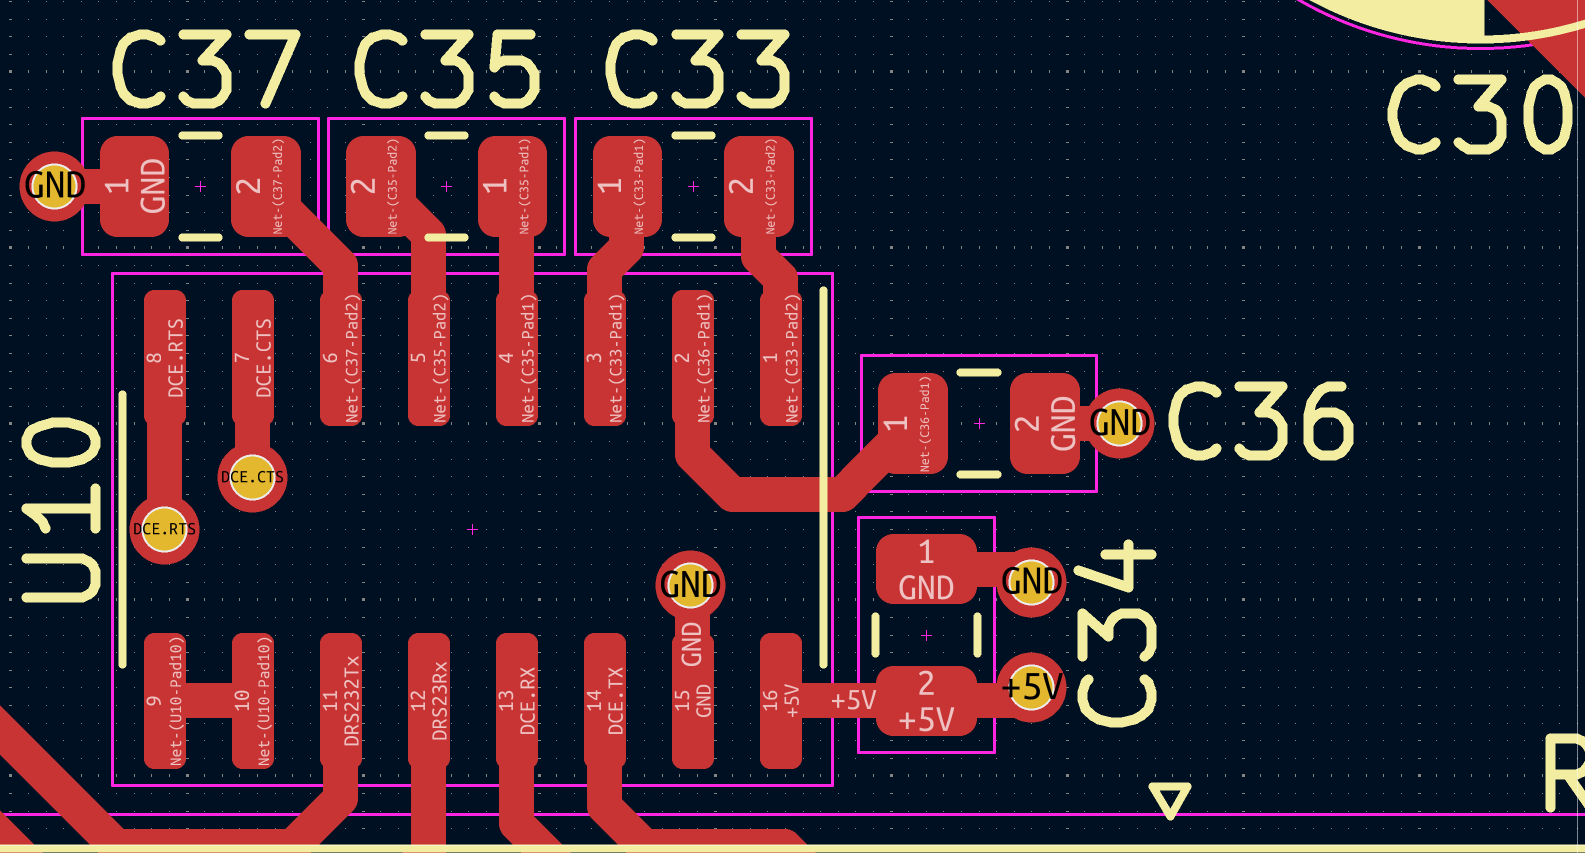 C37 C35 C33
C30
GND
1
GND
2
Net-(C37-Pad2)
2
Net-(C35-Pad2)
1
Net-(C35-Pad1)
1
Net-(C33-Pad1)
2
Net-(C33-Pad2)
8
DCE.RTS
7
DCE.CTS
6
Net-(C37-Pad2)
5
Net-(C35-Pad2)
4
Net-(C35-Pad1)
3
Net-(C33-Pad1)
2
Net-(C36-Pad1)
1
Net-(C33-Pad2)
1
Net-(C36-Pad1)
2
GND
GND
C36
U10
DCE.CTS
DCE.RTS
GND
GND
1
GND
GND
C34
9
Net-(U10-Pad10)
10
Net-(U10-Pad10)
11
DRS232Tx
12
DRS223Rx
13
DCE.RX
14
DCE.TX
15
GND
16
+5V
+5V
2
+5V
+5V
R